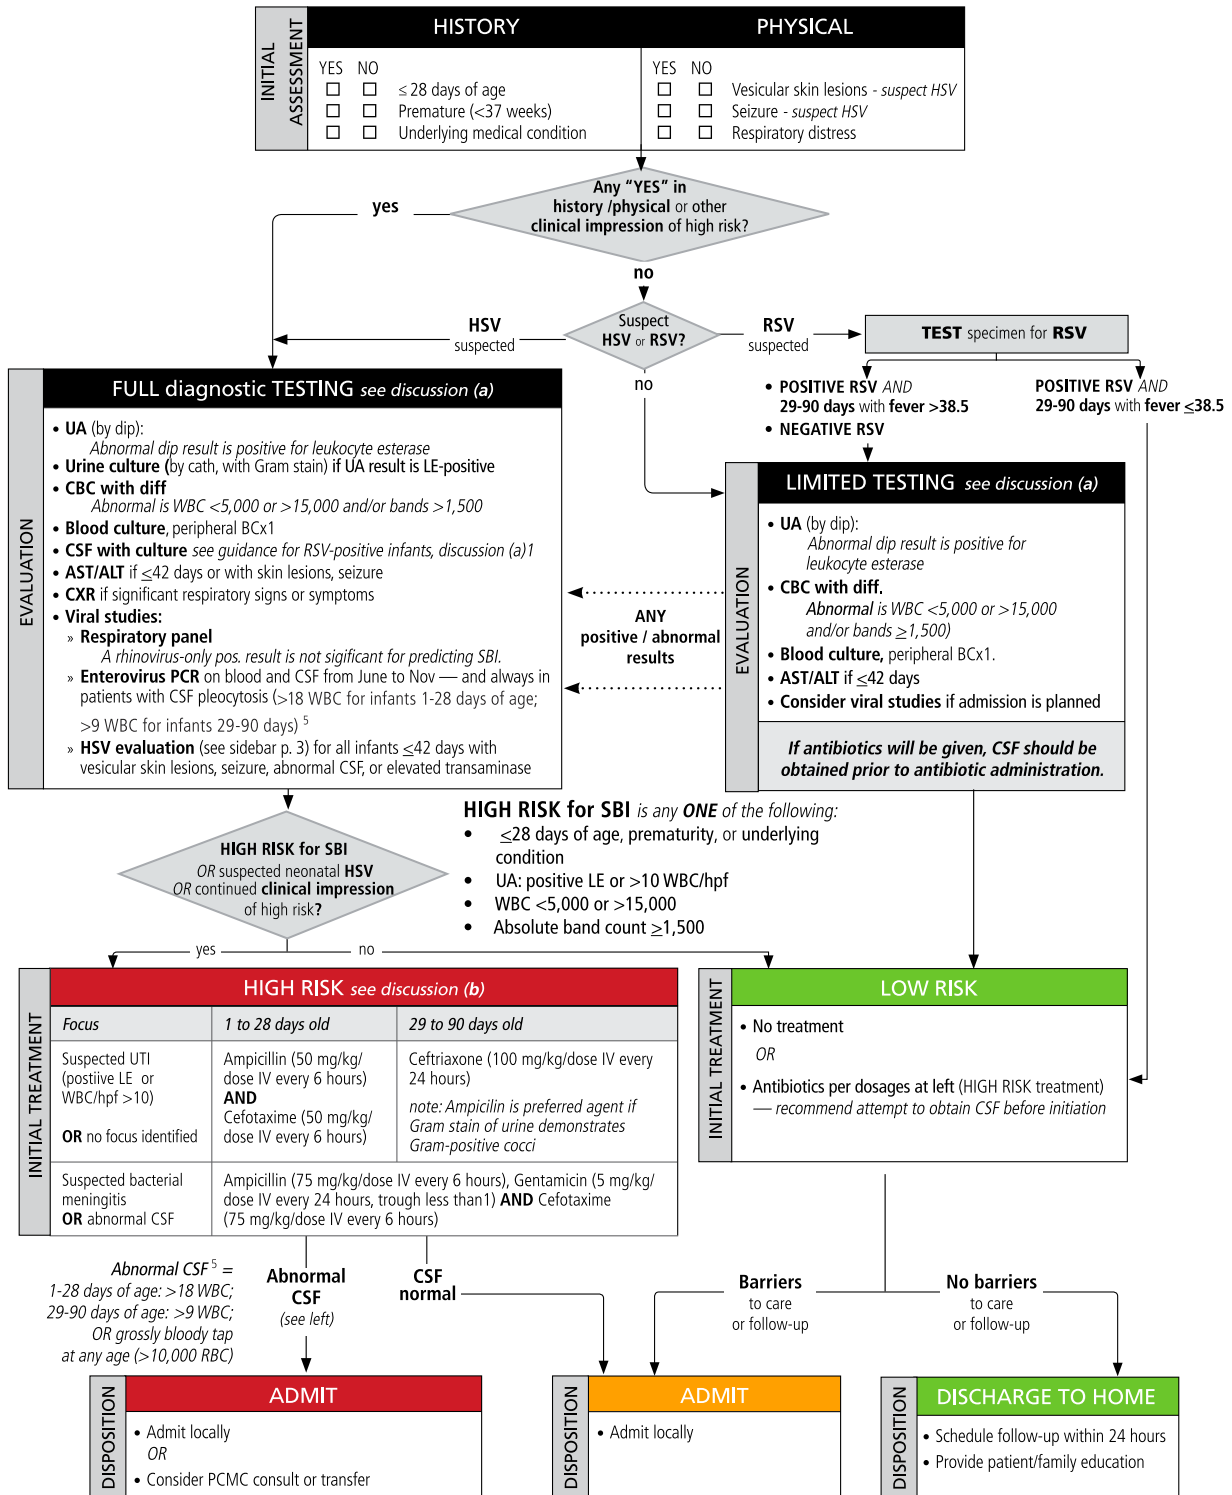 INITIAL
ASSESSMENT
HISTORY
PHYSICAL
YES NO
≤ 28 days of age
Premature (<37 weeks)
Underlying medical condition
YES NO
Vesicular skin lesions - suspect HSV
Seizure - suspect HSV
Respiratory distress
Any “YES” in
history /physical or other
clinical impression of high risk?
yes
no
Suspect
HSV or RSV?
HSV
suspected
RSV
suspected
no
TEST specimen for RSV
• POSITIVE RSV AND
29-90 days with fever >38.5
• NEGATIVE RSV
POSITIVE RSV AND
29-90 days with fever ≤38.5
EVALUATION
FULL diagnostic TESTING see discussion (a)
• UA (by dip):
Abnormal dip result is positive for leukocyte esterase
• Urine culture (by cath, with Gram stain) if UA result is LE-positive
• CBC with diff
Abnormal is WBC <5,000 or >15,000 and/or bands >1,500
• Blood culture, peripheral BCx1
• CSF with culture see guidance for RSV-positive infants, discussion (a)1
• AST/ALT if ≤42 days or with skin lesions, seizure
• CXR if significant respiratory signs or symptoms
• Viral studies:
» Respiratory panel
A rhinovirus-only pos. result is not sigificant for predicting SBI.
» Enterovirus PCR on blood and CSF from June to Nov — and always in
patients with CSF pleocytosis (>18 WBC for infants 1-28 days of age;
>9 WBC for infants 29-90 days) 5
» HSV evaluation (see sidebar p. 3) for all infants ≤42 days with
vesicular skin lesions, seizure, abnormal CSF, or elevated transaminase
ANY
positive / abnormal
results
EVALUATION
LIMITED TESTING see discussion (a)
• UA (by dip):
Abnormal dip result is positive for
leukocyte esterase
• CBC with diff.
Abnormal is WBC <5,000 or >15,000
and/or bands ≥1,500)
• Blood culture, peripheral BCx1.
• AST/ALT if ≤42 days
• Consider viral studies if admission is planned
If antibiotics will be given, CSF should be
obtained prior to antibiotic administration.
HIGH RISK for SBI
OR suspected neonatal HSV
OR continued clinical impression
of high risk?
HIGH RISK for SBI is any ONE of the following:
• ≤28 days of age, prematurity, or underlying
condition
• UA: positive LE or >10 WBC/hpf
• WBC <5,000 or >15,000
• Absolute band count ≥1,500
yes
no
INITIAL TREATMENT
HIGH RISK see discussion (b)
Focus
1 to 28 days old
29 to 90 days old
Suspected UTI
(postiive LE or
WBC/hpf >10)
OR no focus identified
Ampicillin (50 mg/kg/
dose IV every 6 hours)
AND
Cefotaxime (50 mg/kg/
dose IV every 6 hours)
Ceftriaxone (100 mg/kg/dose IV every
24 hours)
note: Ampicilin is preferred agent if
Gram stain of urine demonstrates
Gram-positive cocci
Suspected bacterial
meningitis
OR abnormal CSF
Ampicillin (75 mg/kg/dose IV every 6 hours), Gentamicin (5 mg/kg/
dose IV every 24 hours, trough less than1) AND Cefotaxime
(75 mg/kg/dose IV every 6 hours)
INITIAL TREATMENT
LOW RISK
• No treatment
OR
• Antibiotics per dosages at left (HIGH RISK treatment)
— recommend attempt to obtain CSF before initiation
Abnormal CSF 5 =
1-28 days of age: >18 WBC;
29-90 days of age: >9 WBC;
OR grossly bloody tap
at any age (>10,000 RBC)
Abnormal
CSF
(see left)
CSF
normal
Barriers
to care
or follow-up
No barriers
to care
or follow-up
DISPOSITION
ADMIT
• Admit locally
OR
• Consider PCMC consult or transfer
DISPOSITION
ADMIT
• Admit locally
DISPOSITION
DISCHARGE TO HOME
• Schedule follow-up within 24 hours
• Provide patient/family education